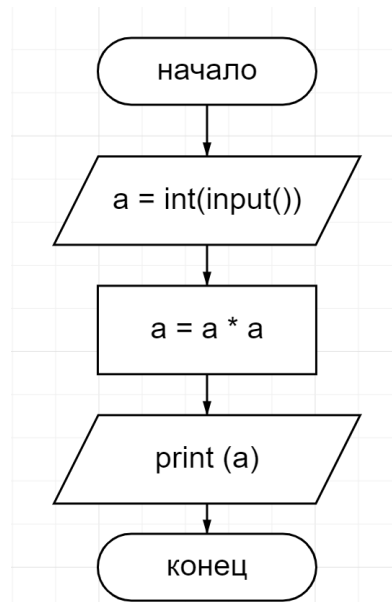 начало
a = int(input())
a = a * a
print (a)
конец